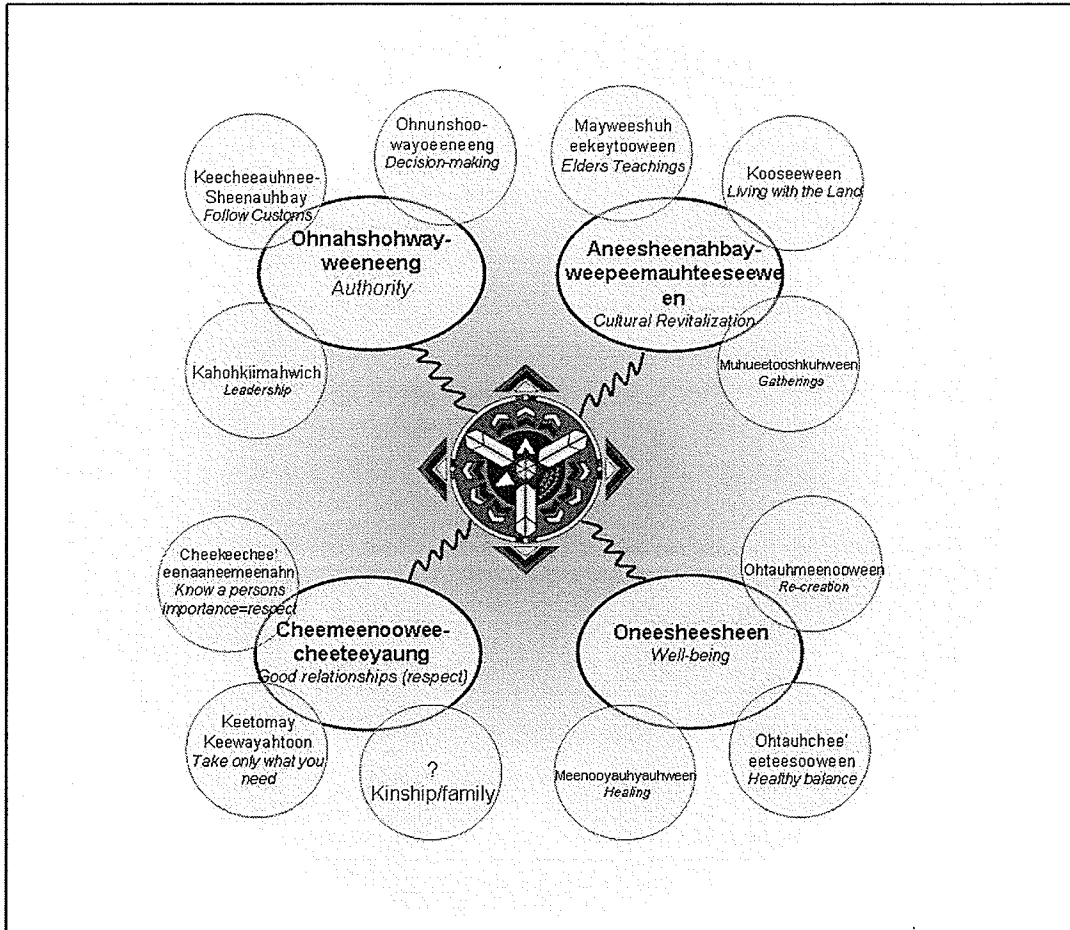 Ohnunshoo-
wayoeeneeng
Decision-making
Mayweeshuh
eekeytooween
Elders Teachings
Keecheeauhnee-
Sheenauhbay
Follow Customs
Kooseeween
Living with the Land
Ohnahshohway-
weeneeng
Authority
Aneesheenahbay-
weepeemauhteeseewe
en
Cultural Revitalization
Kahohkiimahwich
Leadership
Muhueetooshkuhween
Gatherings
Cheekeechee'
eenaaneemeenahn
Know a persons
importance=respect
Ohtauhmeenooween
Re-creation
Cheemeenoowee-
cheeteeyaung
Good relationships (respect)
Oneesheesheen
Well-being
Keetomay
Keewayahtoon
Take only what you
need
?
Kinship/family
Meenooyauhyauhween
Healing
Ohtauhchee'
eeteesooween
Healthy balance